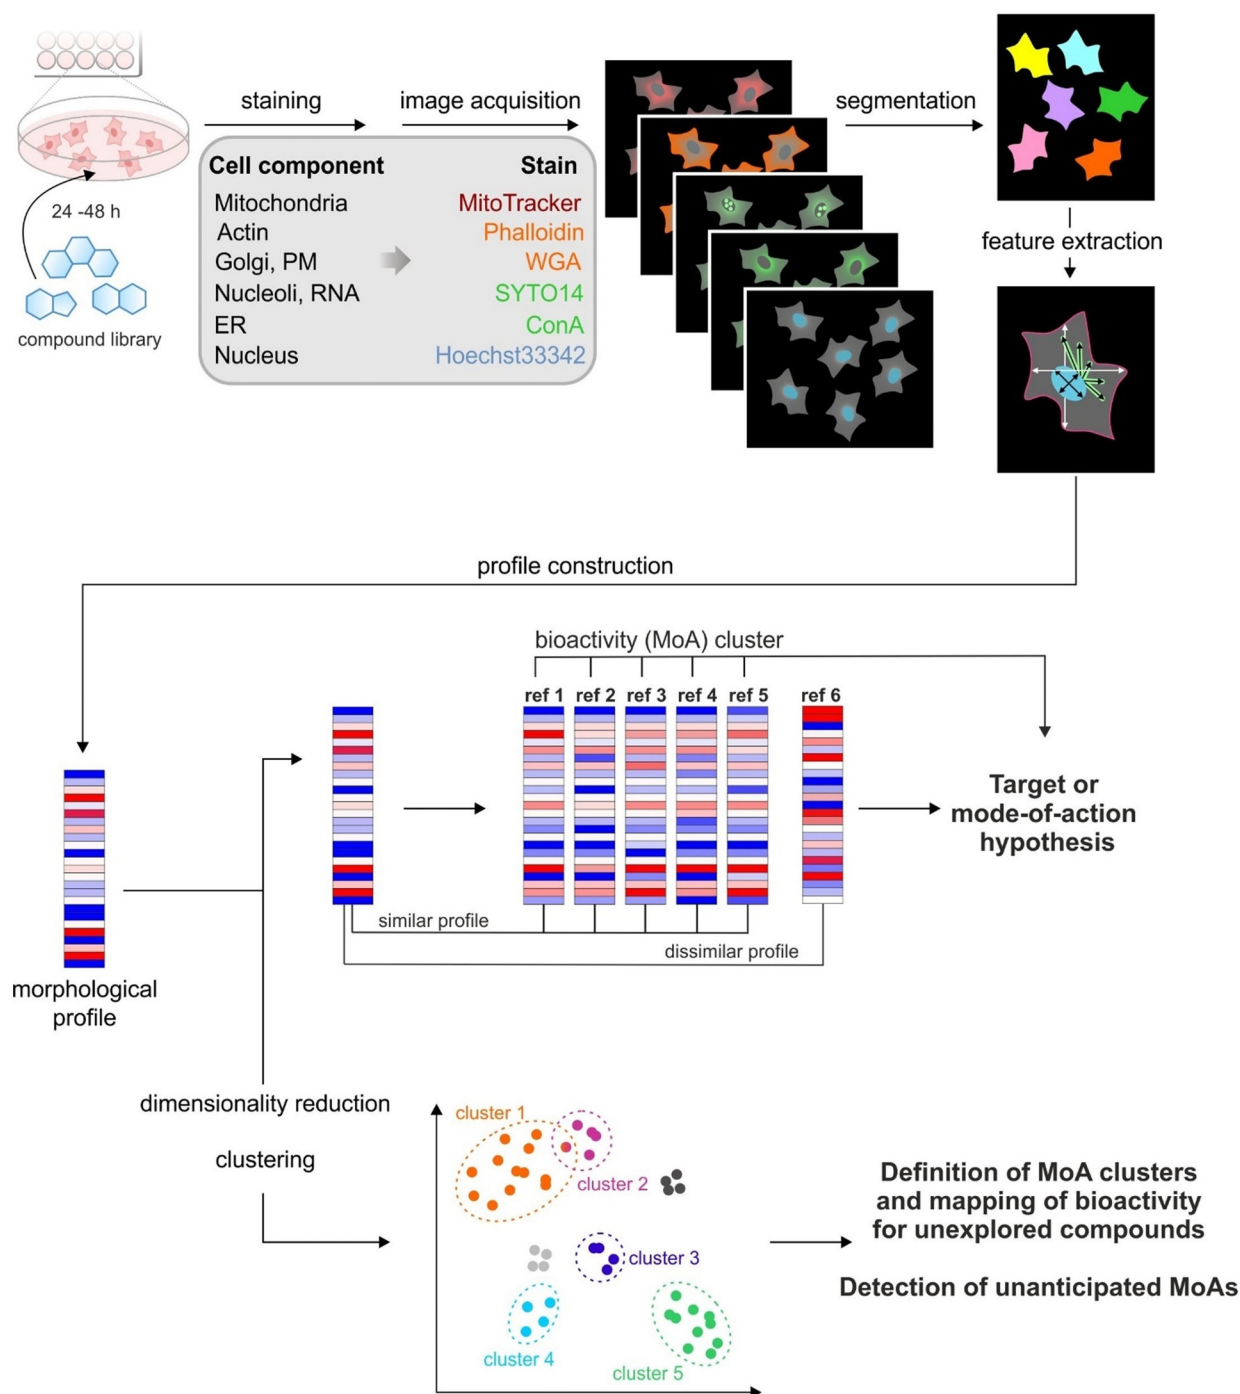 staining
image acquisition
segmentation
Cell component Stain
Mitochondria MitoTracker
Actin Phalloidin
Golgi, PM WGA
Nucleoli, RNA SYTO14
ER ConA
Nucleus Hoechst33342
24 -48 h
compound library
feature extraction
profile construction
bioactivity (MoA) cluster
ref 1 ref 2 ref 3 ref 4 ref 5 ref 6
Target or
mode-of-action
hypothesis
similar profile
dissimilar profile
morphological
profile
dimensionality reduction
clustering
cluster 1
cluster 2
cluster 3
cluster 4
cluster 5
Definition of MoA clusters
and mapping of bioactivity
for unexplored compounds
Detection of unanticipated MoAs